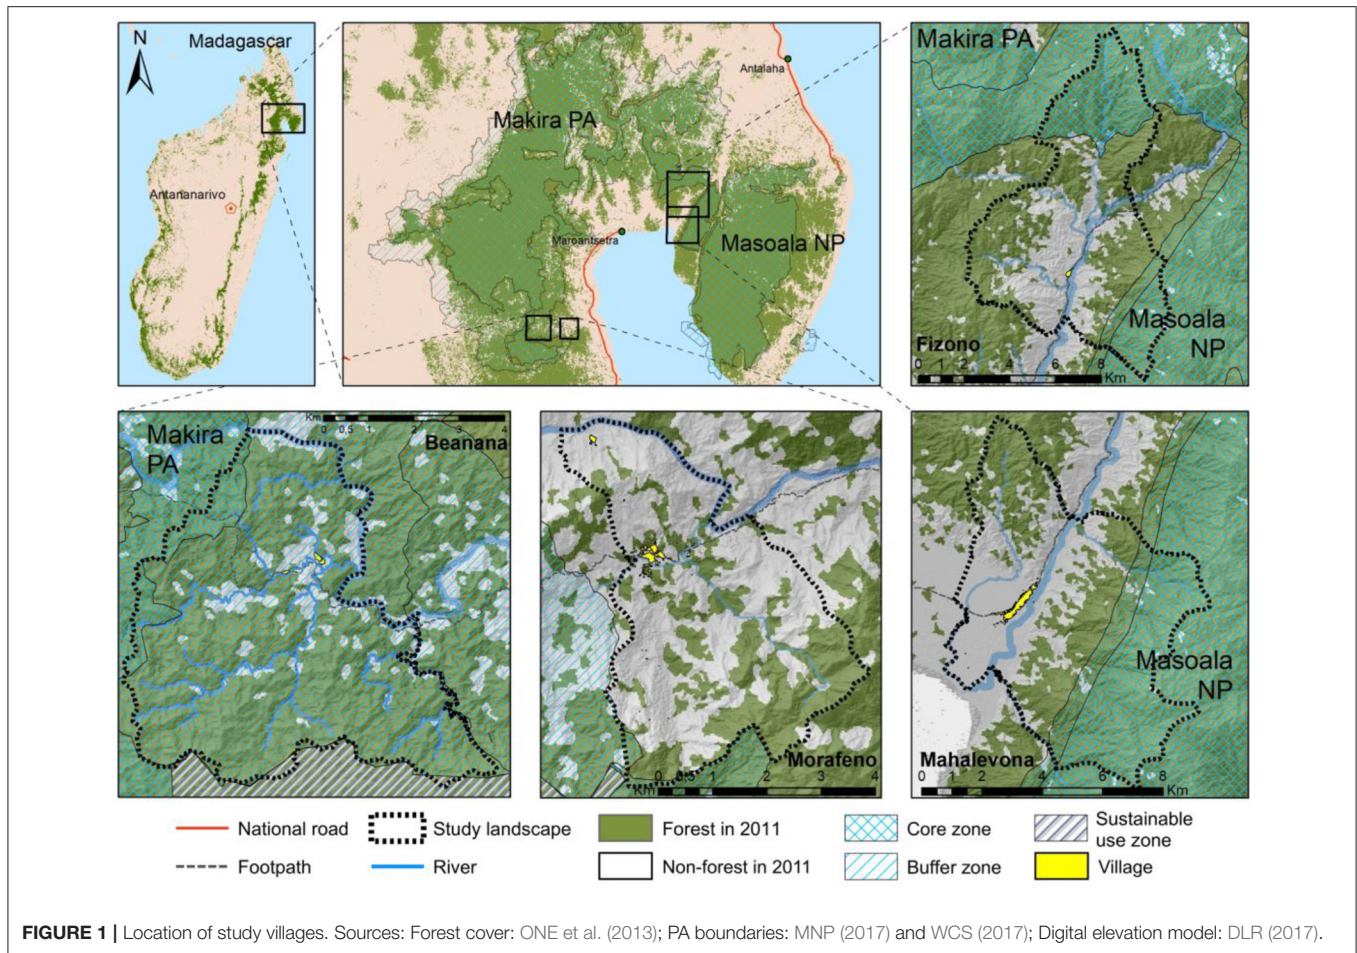 N
Madagascar
Antananarivo
Makira PA
Antalaha
Maroantsetra
Masoala NP
Makira PA
Masoala
NP
Fizono
0 2 4 6 8
Km
Makira
PA
Km
0 0,5 1 2 4
Beanana
Morafeno
0 0,5 1 2 4
Km
Masoala
NP
Mahalevona
0 2 4 6 8
Km
National road
Study landscape
Forest in 2011
Core zone
Sustainable
use zone
Footpath
River
Non-forest in 2011
Buffer zone
Village
FIGURE 1 | Location of study villages. Sources: Forest cover: ONE et al. (2013); PA boundaries: MNP (2017) and WCS (2017); Digital elevation model: DLR (2017).